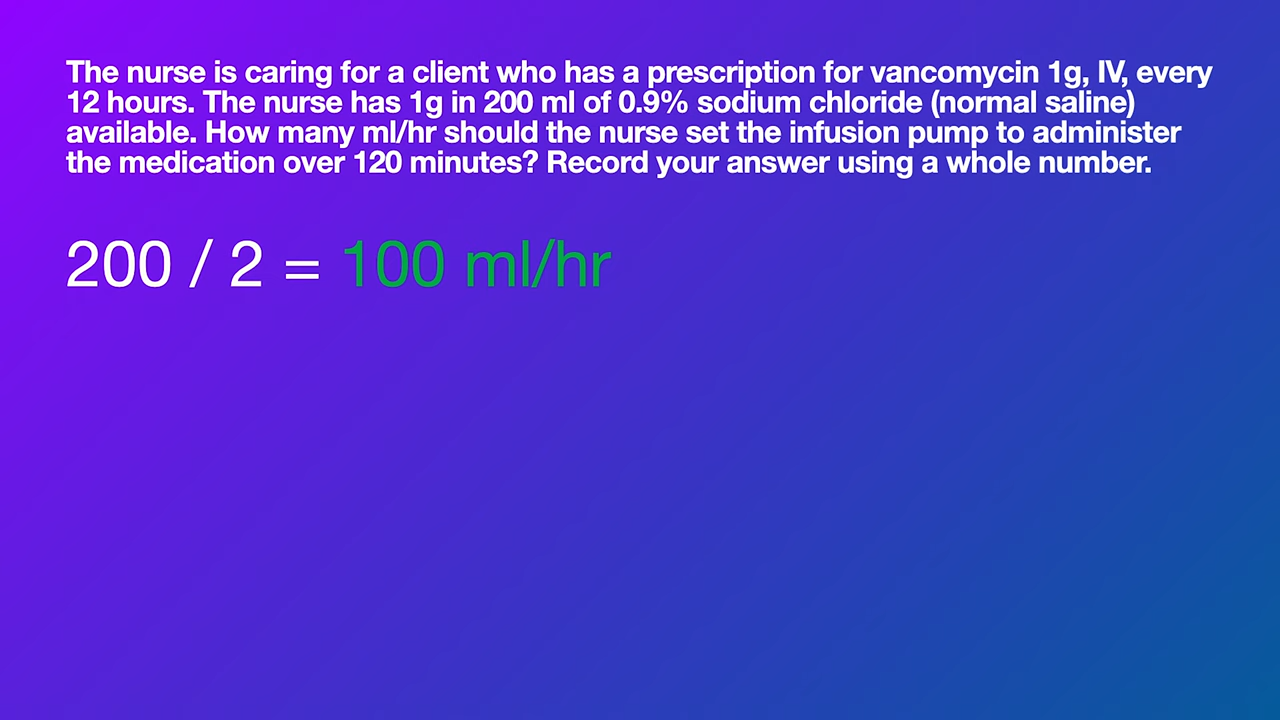 The nurse is caring for a client who has a prescription for vancomycin 1g, IV, every
12 hours. The nurse has 1g in 200 ml of 0.9% sodium chloride (normal saline)
available. How many ml/hr should the nurse set the infusion pump to administer
the medication over 120 minutes? Record your answer using a whole number.
200 / 2 = 100 ml/hr